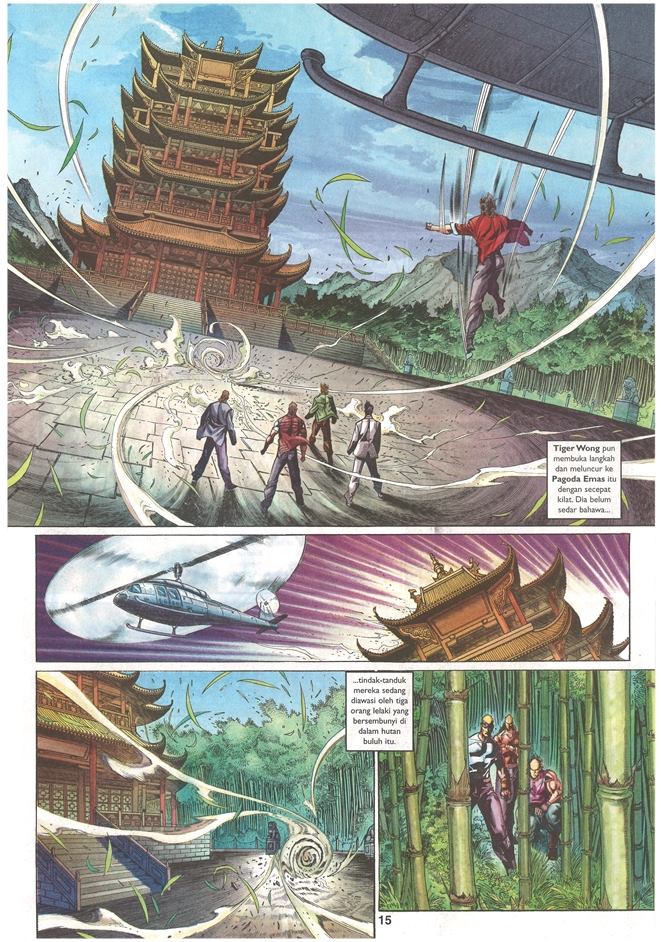 Tiger Wong pun
membuka langkah
dan meluncur ke
Pagoda Emas itu
dengan secepat
kilat. Dia belum
sedar bahawa...
...tindak-tanduk
mereka sedang
diawasi oleh tiga
orang lelaki yang
bersembunyi di
dalam hutan
buluh itu.
15